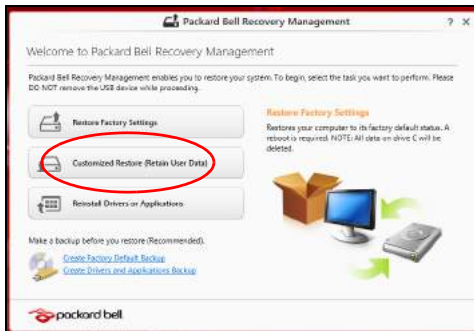 Packard Bell Recovery Management
? X
Welcome to Packard Bell Recovery Management
Packard Bell Recovery Management enables you to restore your system. To begin, select the task you want to perform. Please
DO NOT remove the USB device while proceeding.
Restore Factory Settings
Customized Restore (Retain User Data)
Reinstall Drivers or Applications
Restore Factory Settings
Restores your computer to its factory default status. A
reboot is required. NOTE: All data on drive C will be
deleted.
Make a backup before you restore (Recommended).
Create Factory Default Backup
Create Drivers and Applications Backup
packard bell